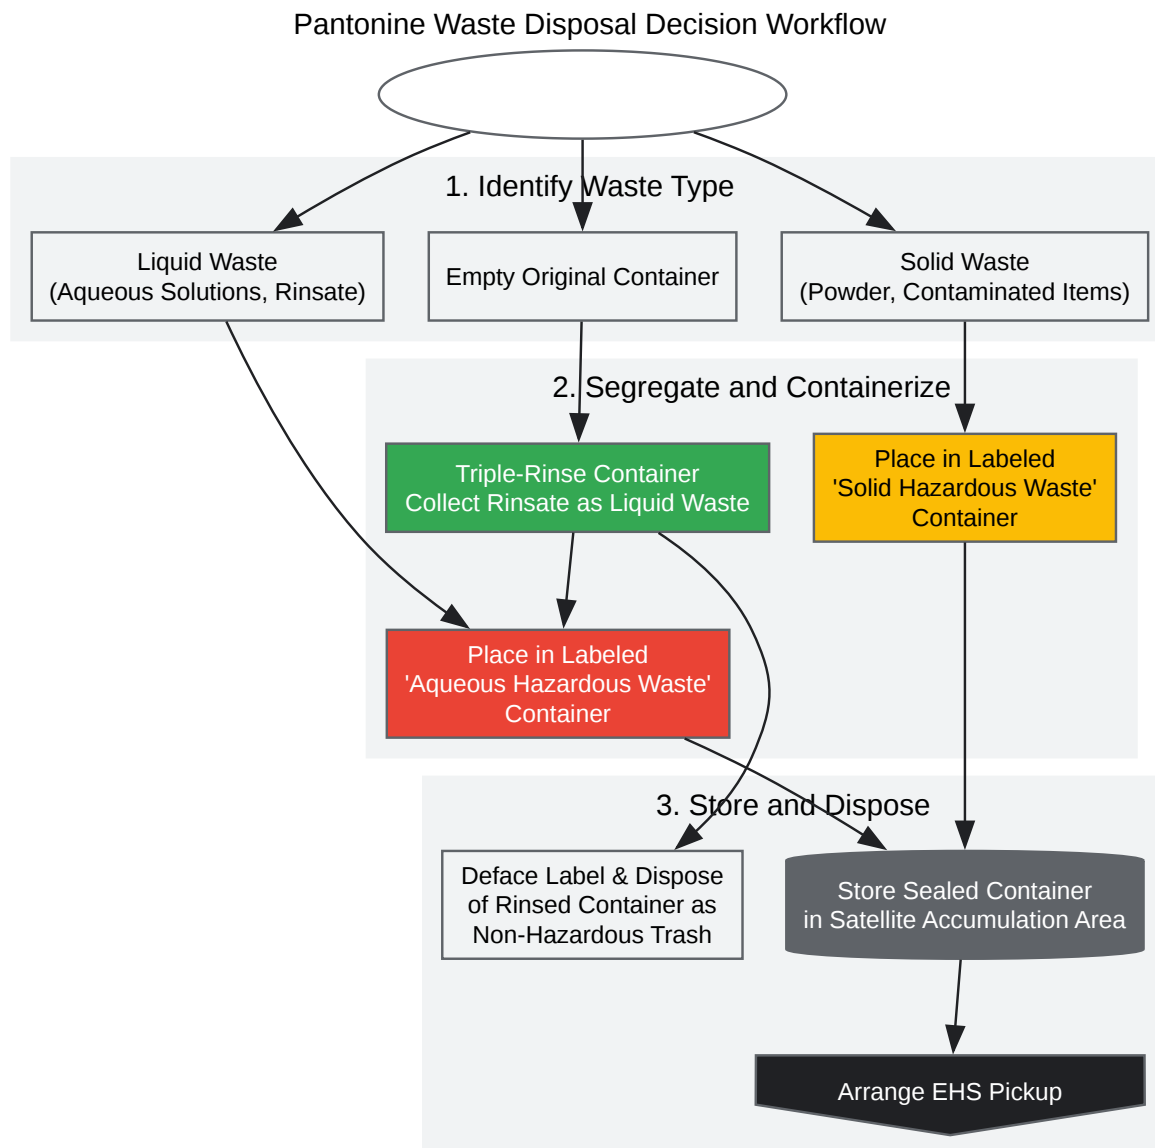 Pantonine Waste Disposal Decision Workflow
1. Identify Waste Type
Liquid Waste
(Aqueous Solutions, Rinsate)
Empty Original Container
Solid Waste
(Powder, Contaminated Items)
2. Segregate and Containerize
Triple-Rinse Container
Collect Rinsate as Liquid Waste
Place in Labeled
'Solid Hazardous Waste'
Container
Place in Labeled
'Aqueous Hazardous Waste'
Container
3. Store and Dispose
Deface Label & Dispose
of Rinsed Container as
Non-Hazardous Trash
Store Sealed Container
in Satellite Accumulation Area
Arrange EHS Pickup